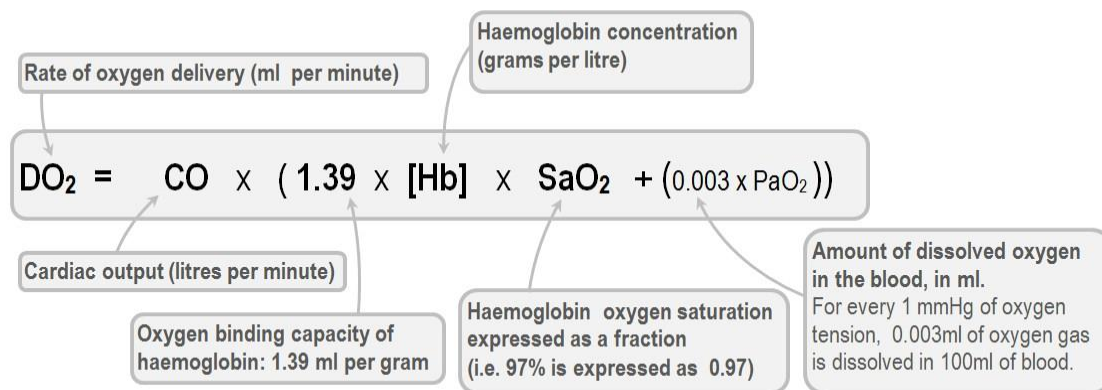 Haemoglobin concentration
(grams per litre)
Rate of oxygen delivery (ml per minute)
DO₂ = CO x ( 1.39 x [Hb] x SaO₂ + (0.003 x PaO₂ ))
Cardiac output (litres per minute)
Oxygen binding capacity of
haemoglobin: 1.39 ml per gram
Haemoglobin oxygen saturation
expressed as a fraction
(i.e. 97% is expressed as 0.97)
Amount of dissolved oxygen
in the blood, in ml.
For every 1 mmHg of oxygen
tension, 0.003ml of oxygen gas
is dissolved in 100ml of blood.